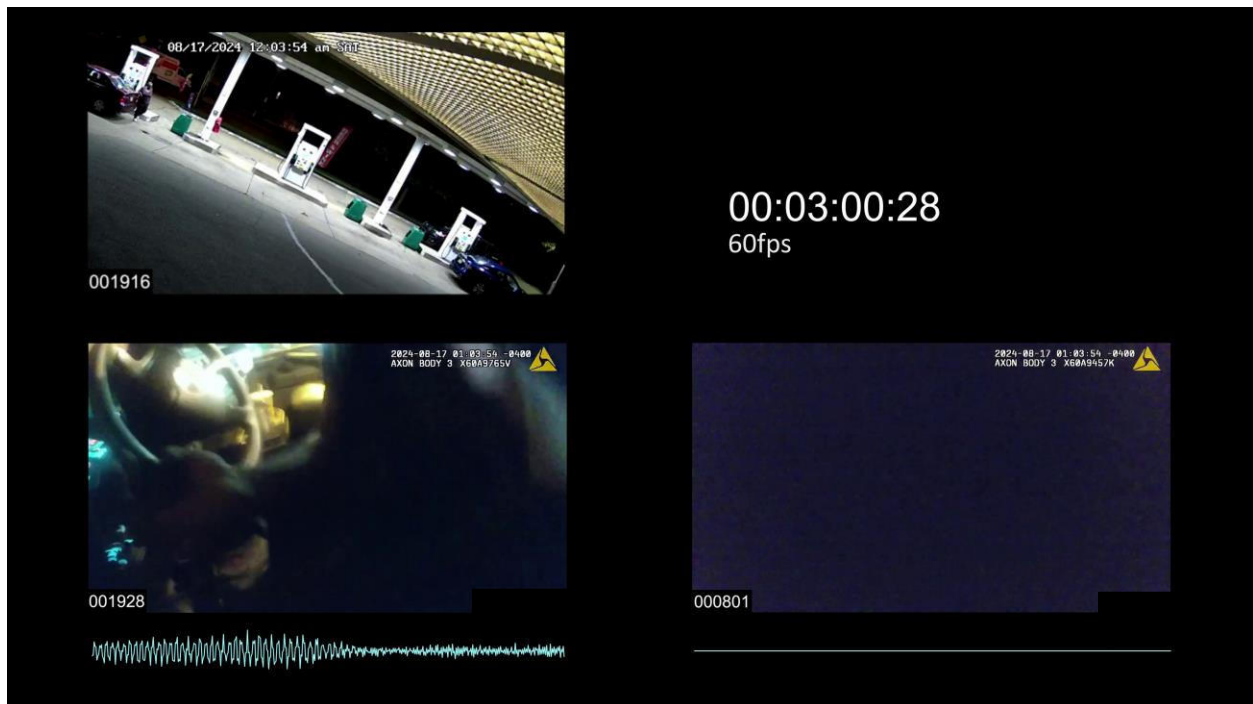 08/17/2024 12:03:54 am SAT
001916
00:03:00:28
60fps
2024-08-17 01:03:54 -0400
AXON BODY 3 X60A9765V
001928
2024-08-17 01:03:54 -0400
AXON BODY 3 X60A9457K
000801